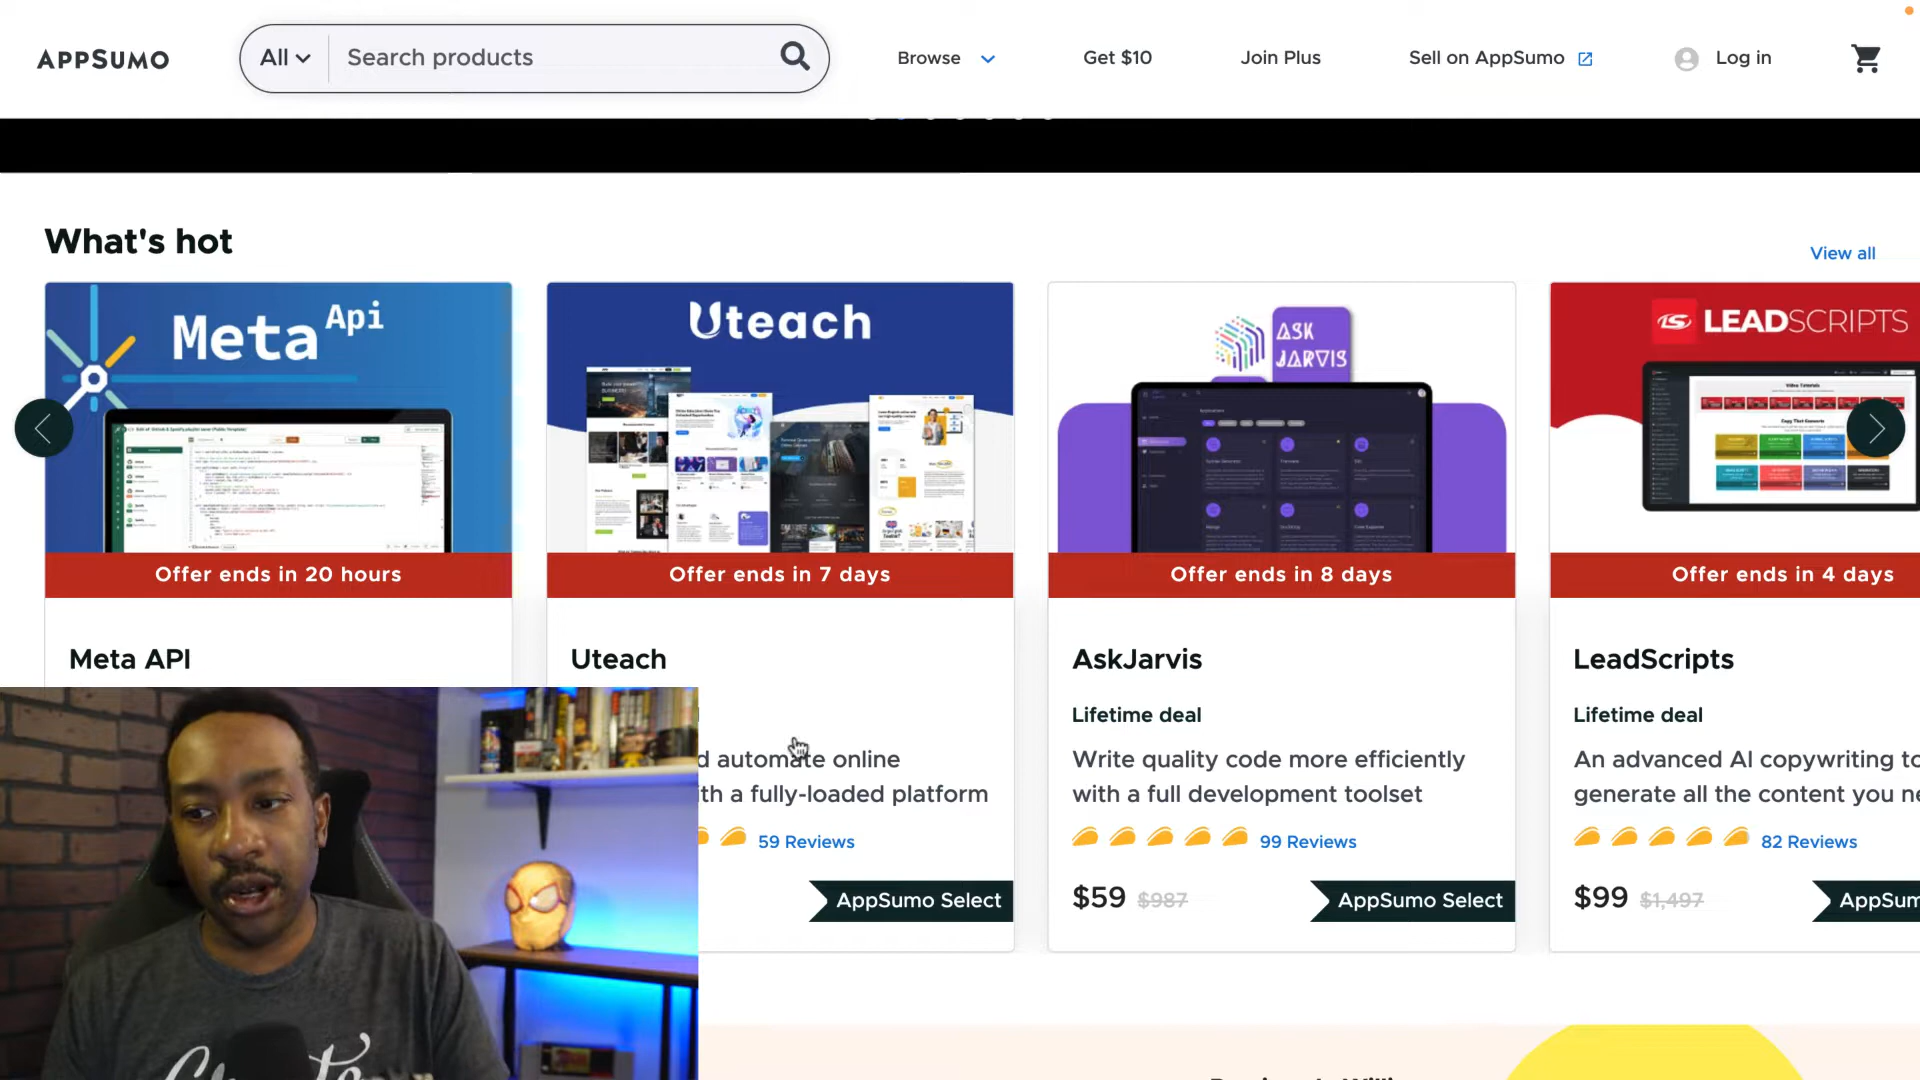 APPSUMO
All
Search products
Browse
Get $10
Join Plus
Sell on AppSumo
Log in
What's hot
View all
Meta Api
Uteach
ASK
JARVIS
LEADSCRIPTS
Offer ends in 20 hours
Offer ends in 7 days
Offer ends in 8 days
Offer ends in 4 days
Meta API
Uteach
d automate online
ith a fully-loaded platform
59 Reviews
AppSumo Select
AskJarvis
Lifetime deal
Write quality code more efficiently
with a full development toolset
99 Reviews
$59 $987
AppSumo Select
LeadScripts
Lifetime deal
An advanced AI copywriting to
generate all the content you ne
82 Reviews
$99 $1,497
AppSum